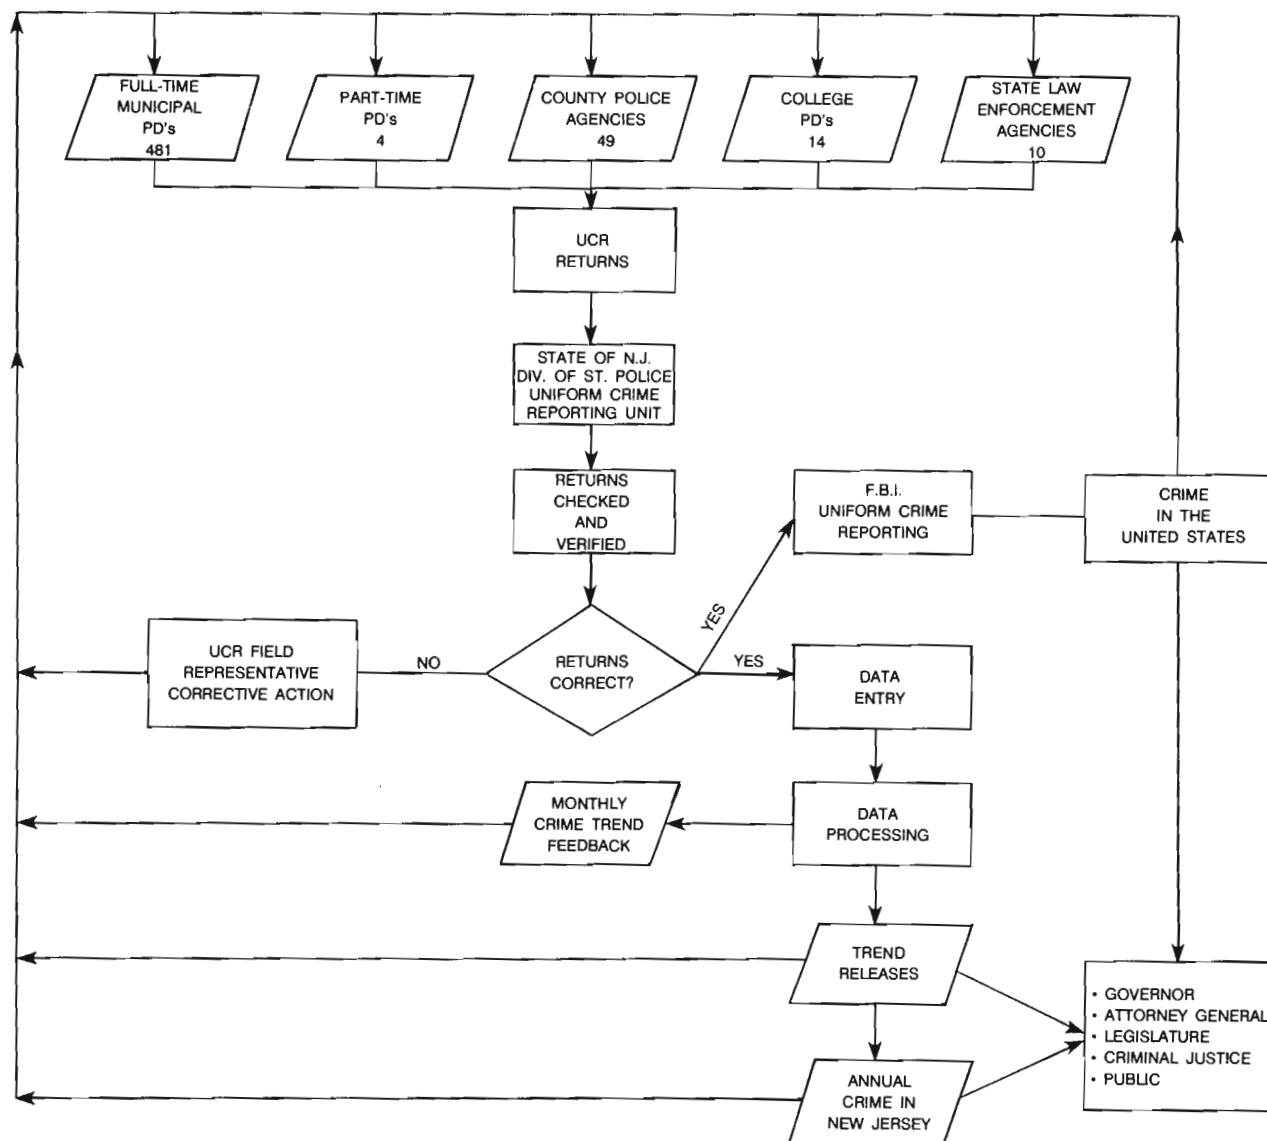 FULL-TIME
MUNICIPAL
PD's
481
PART-TIME
PD's
4
COUNTY POLICE
AGENCIES
49
COLLEGE
PD's
14
STATE LAW
ENFORCEMENT
AGENCIES
10
UCR
RETURNS
STATE OF N.J.
DIV. OF ST. POLICE
UNIFORM CRIME
REPORTING UNIT
RETURNS
CHECKED
AND
VERIFIED
F.B.I.
UNIFORM CRIME
REPORTING
CRIME
IN THE
UNITED STATES
UCR FIELD
REPRESENTATIVE
CORRECTIVE ACTION
NO
RETURNS
CORRECT?
YES
YES
DATA
ENTRY
MONTHLY
CRIME TREND
FEEDBACK
DATA
PROCESSING
TREND
RELEASES
• GOVERNOR
• ATTORNEY GENERAL
• LEGISLATURE
• CRIMINAL JUSTICE
• PUBLIC
ANNUAL
CRIME IN
NEW JERSEY